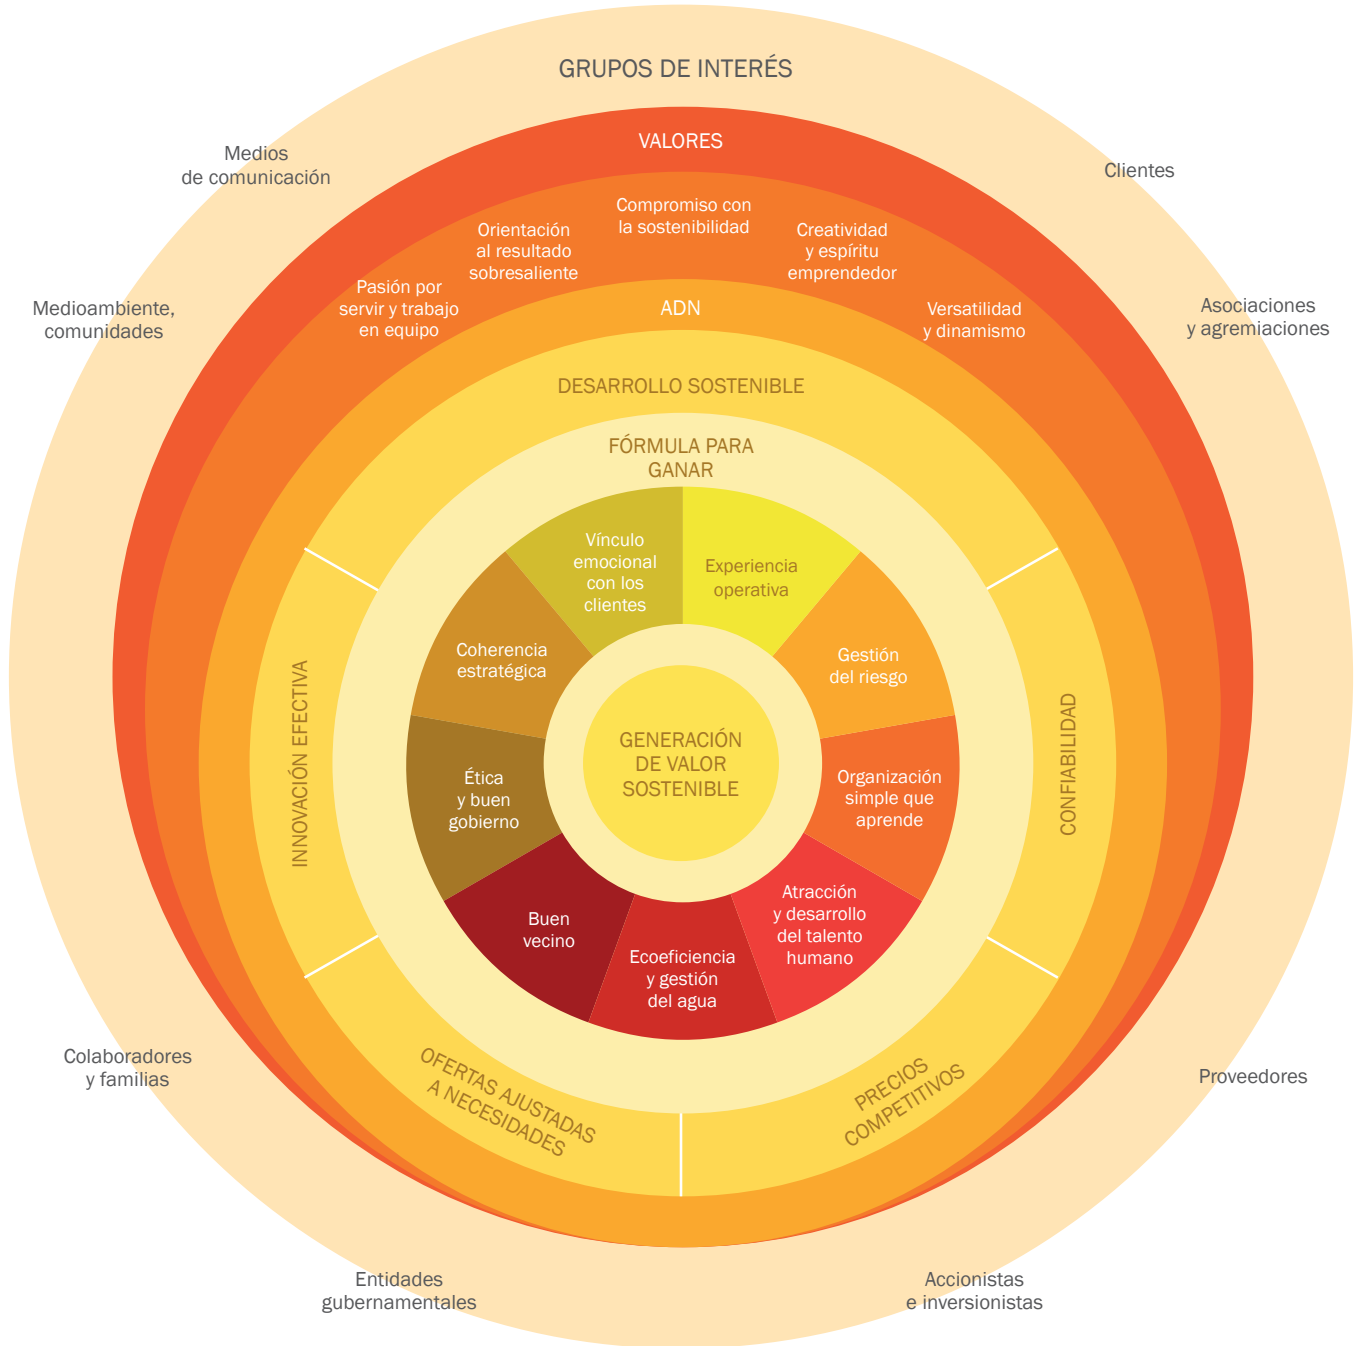 GRUPOS DE INTERÉS
VALORES
Medios
de comunicación
Clientes
Compromiso con
la sostenibilidad
Orientación
al resultado
sobresaliente
Creatividad
y espíritu
emprendedor
Pasión por
servir y trabajo
en equipo
Versatilidad
y dinamismo
Medioambiente,
comunidades
Asociaciones
y agremiaciones
ADN
DESARROLLO SOSTENIBLE
FÓRMULA PARA
GANAR
Vínculo
emocional
con los
clientes
Experiencia
operativa
Coherencia
estratégica
Gestión
del riesgo
INNOVACIÓN EFECTIVA
CONFIABILIDAD
GENERACIÓN
DE VALOR
SOSTENIBLE
Ética
y buen
gobierno
Organización
simple que
aprende
Buen
vecino
Atracción
y desarrollo
del talento
humano
Ecoeficiencia
y gestión
del agua
OFERTAS AJUSTADAS
A NECESIDADES
PRECIOS
COMPETITIVOS
Colaboradores
y familias
Proveedores
Entidades
gubernamentales
Accionistas
e inversionistas